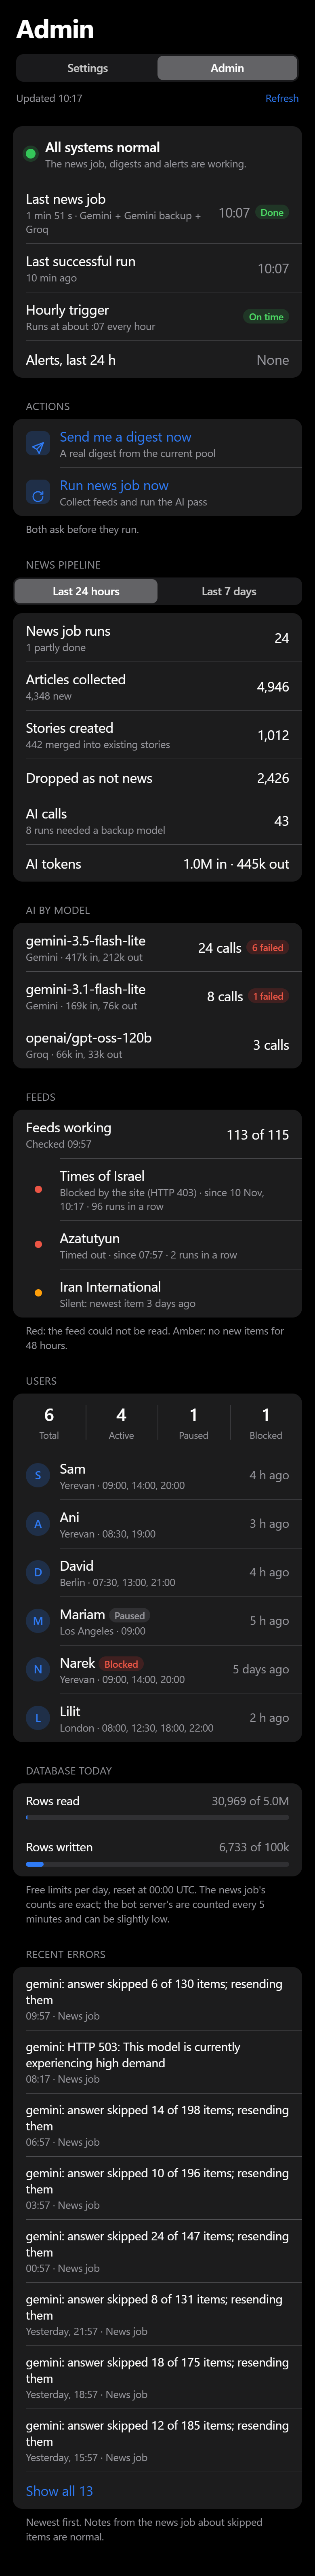 Admin
Settings
Admin
Updated 10:17
Refresh
All systems normal
The news job, digests and alerts are working.
Last news job
1 min 51 s · Gemini + Gemini backup +
Groq
10:07
Done
Last successful run
10 min ago
10:07
Hourly trigger
Runs at about :07 every hour
On time
Alerts, last 24 h
None
ACTIONS
Send me a digest now
A real digest from the current pool
Run news job now
Collect feeds and run the AI pass
Both ask before they run.
NEWS PIPELINE
Last 24 hours
Last 7 days
News job runs
1 partly done
24
Articles collected
4,348 new
4,946
Stories created
442 merged into existing stories
1,012
Dropped as not news
2,426
AI calls
8 runs needed a backup model
43
AI tokens
1.0M in · 445k out
AI BY MODEL
gemini-3.5-flash-lite
Gemini · 417k in, 212k out
24 calls
6 failed
gemini-3.1-flash-lite
Gemini · 169k in, 76k out
8 calls
1 failed
openai/gpt-oss-120b
Groq · 66k in, 33k out
3 calls
FEEDS
Feeds working
Checked 09:57
113 of 115
Times of Israel
Blocked by the site (HTTP 403) · since 10 Nov,
10:17 · 96 runs in a row
Azatutyun
Timed out · since 07:57 · 2 runs in a row
Iran International
Silent: newest item 3 days ago
Red: the feed could not be read. Amber: no new items for
48 hours.
USERS
6
Total
4
Active
1
Paused
1
Blocked
S
Sam
Yerevan · 09:00, 14:00, 20:00
4 h ago
A
Ani
Yerevan · 08:30, 19:00
3 h ago
D
David
Berlin · 07:30, 13:00, 21:00
4 h ago
M
Mariam
Paused
Los Angeles · 09:00
5 h ago
N
Narek
Blocked
Yerevan · 09:00, 14:00, 20:00
5 days ago
L
Lilit
London · 08:00, 12:30, 18:00, 22:00
2 h ago
DATABASE TODAY
Rows read
30,969 of 5.0M
Rows written
6,733 of 100k
Free limits per day, reset at 00:00 UTC. The news job's
counts are exact; the bot server's are counted every 5
minutes and can be slightly low.
RECENT ERRORS
gemini: answer skipped 6 of 130 items; resending
them
09:57 · News job
gemini: HTTP 503: This model is currently
experiencing high demand
08:17 · News job
gemini: answer skipped 14 of 198 items; resending
them
06:57 · News job
gemini: answer skipped 10 of 196 items; resending
them
03:57 · News job
gemini: answer skipped 24 of 147 items; resending
them
00:57 · News job
gemini: answer skipped 8 of 131 items; resending
them
Yesterday, 21:57 · News job
gemini: answer skipped 18 of 175 items; resending
them
Yesterday, 18:57 · News job
gemini: answer skipped 12 of 185 items; resending
them
Yesterday, 15:57 · News job
Show all 13
Newest first. Notes from the news job about skipped
items are normal.